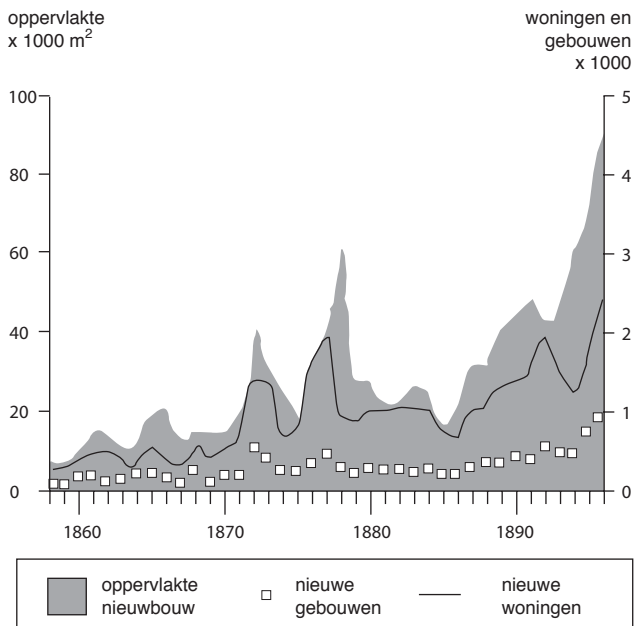 oppervlakte
x 1000 m²
woningen en
gebouwen
x 1000
100
80
60
40
20
0
5
4
3
2
1
0
1860
1870
1880
1890
oppervlakte
nieuwbouw
nieuwe
gebouwen
nieuwe
woningen